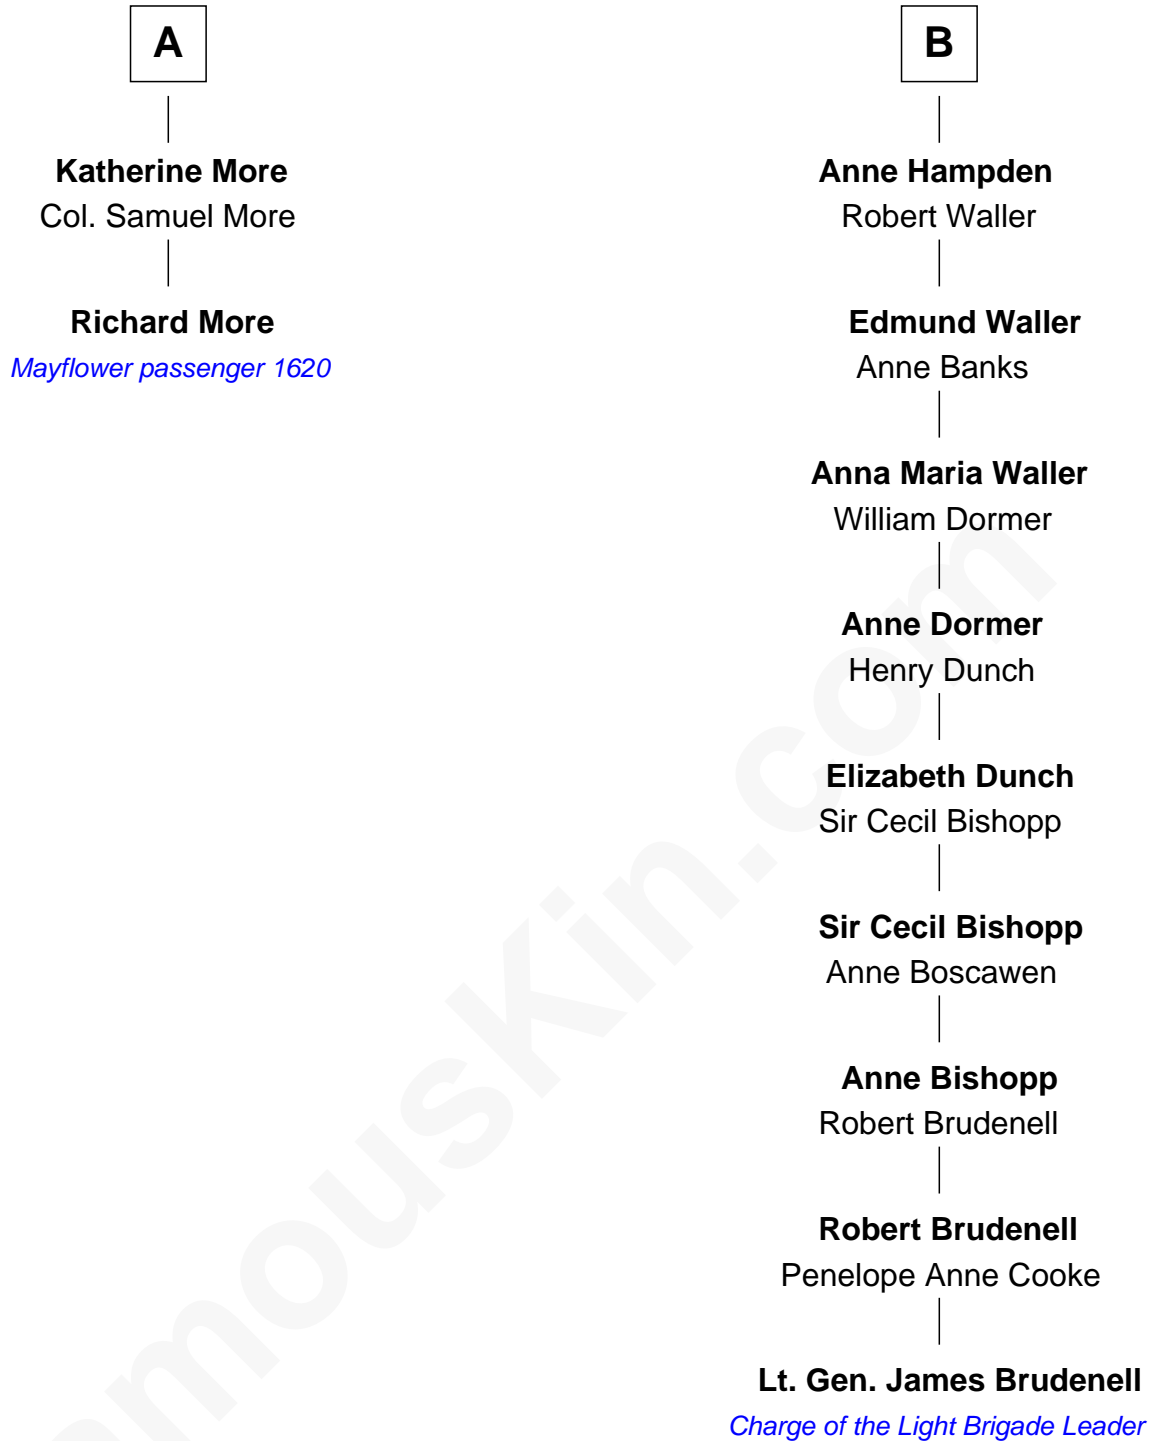 A
Katherine More
Col. Samuel More
Richard More
Mayflower passenger 1620
B
Anne Hampden
Robert Waller
Edmund Waller
Anne Banks
Anna Maria Waller
William Dormer
Anne Dormer
Henry Dunch
Elizabeth Dunch
Sir Cecil Bishopp
Sir Cecil Bishopp
Anne Boscawen
Anne Bishopp
Robert Brudenell
Robert Brudenell
Penelope Anne Cooke
Lt. Gen. James Brudenell
Charge of the Light Brigade Leader
amouskin.com